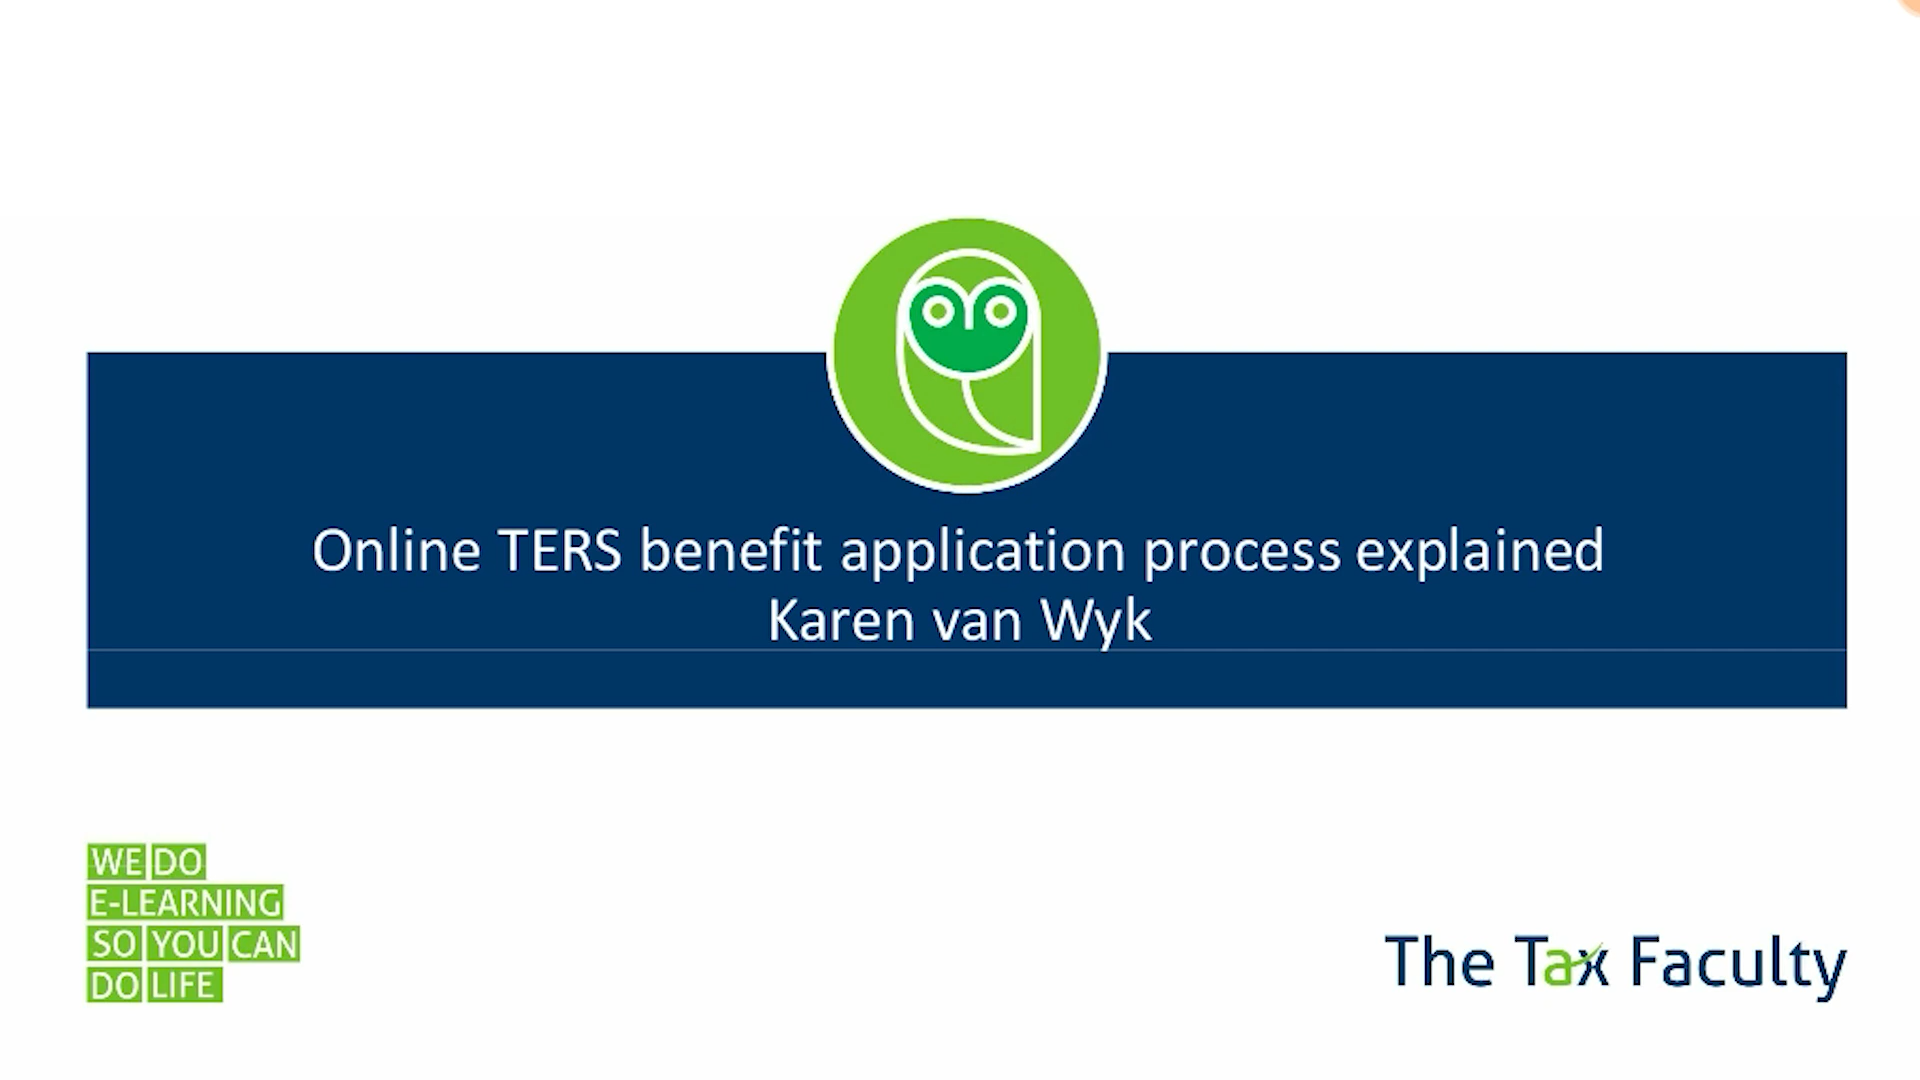 Online TERS benefit application process explained
Karen van Wyk
WE DO
E-LEARNING
SO YOU CAN
DO LIFE
The Tax Faculty